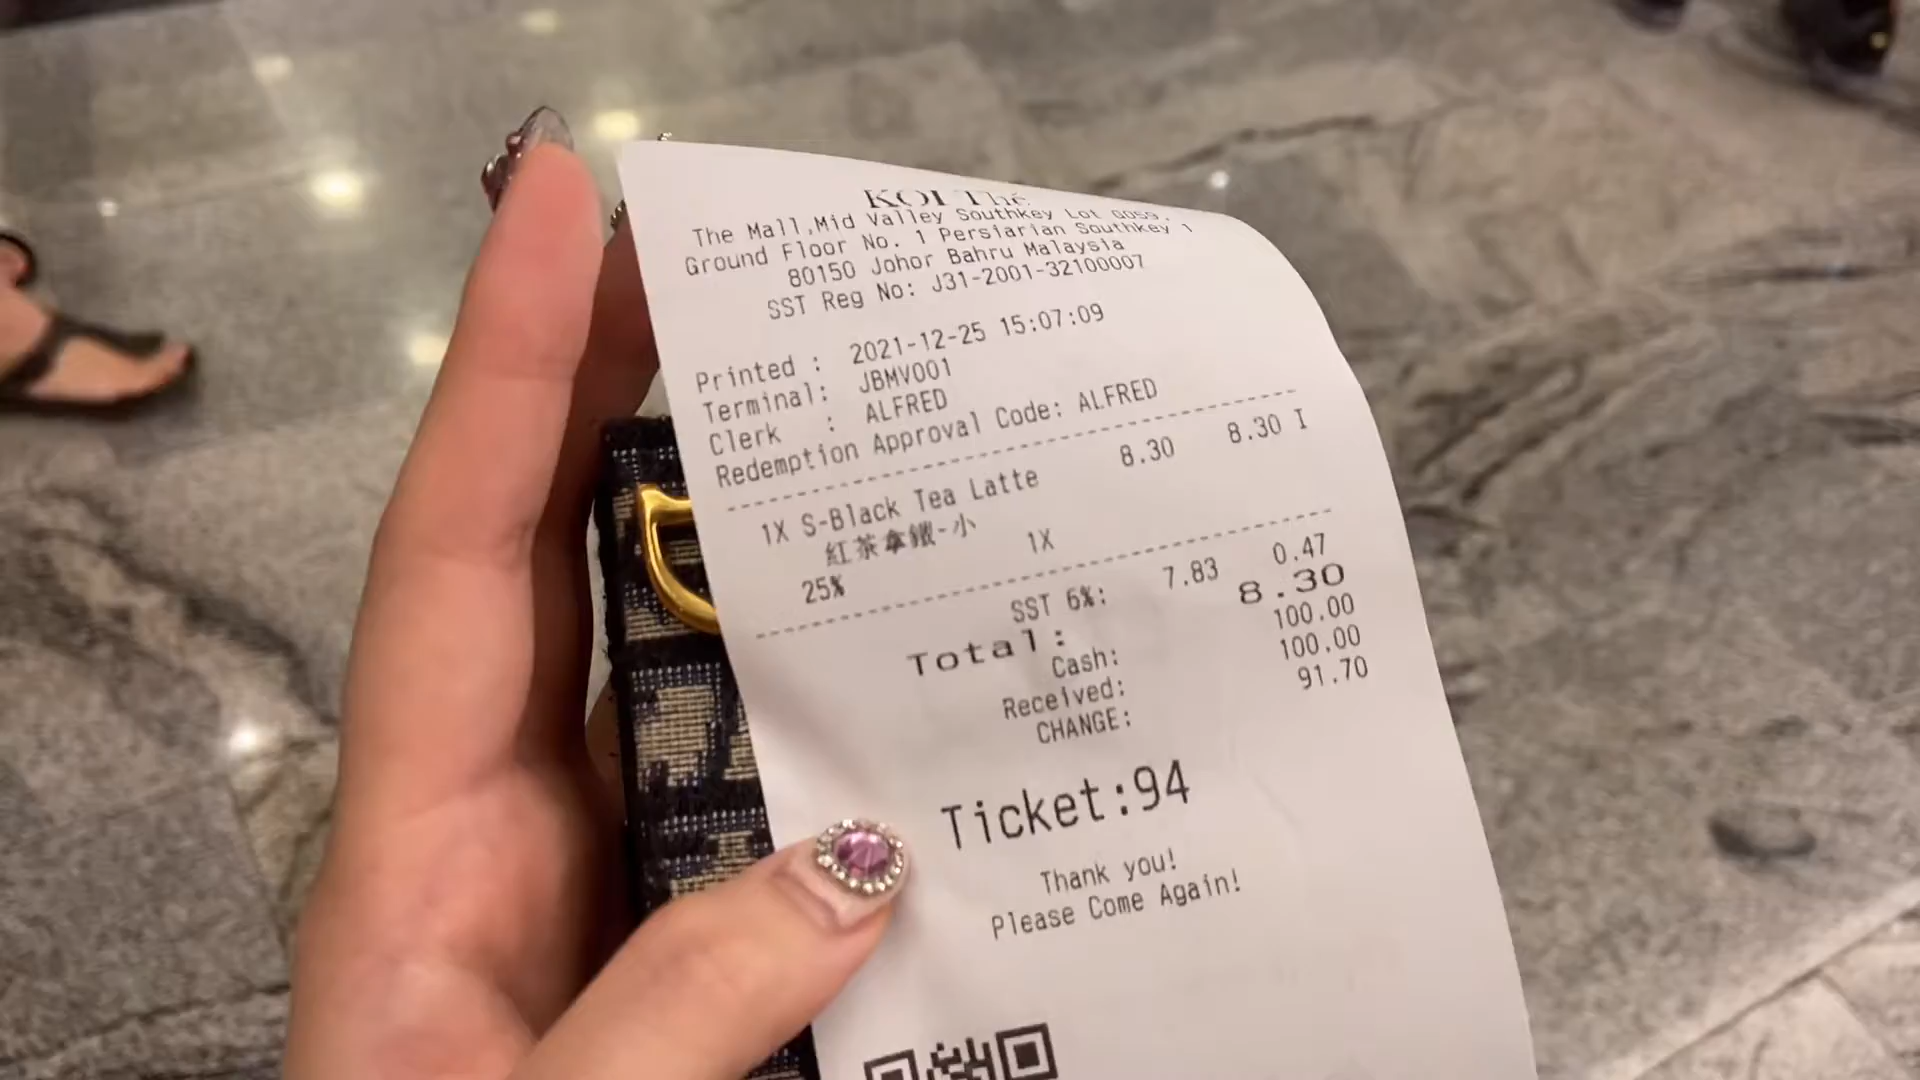 KOI Thé
The Mall,Mid Valley Southkey Lot G059,
Ground Floor No. 1 Persiarian Southkey 1
80150 Johor Bahru Malaysia
SST Reg No: J31-2001-32100007
Printed : 2021-12-25 15:07:09
Terminal: JBMV001
Clerk : ALFRED
Redemption Approval Code: ALFRED
1X S-Black Tea Latte 8.30 8.30 I
紅茶拿鐵-小
25% 1X
SST 6%: 7.83 0.47
Total: 8.30
Cash: 100.00
Received: 100.00
CHANGE: 91.70
Ticket:94
Thank you!
Please Come Again!